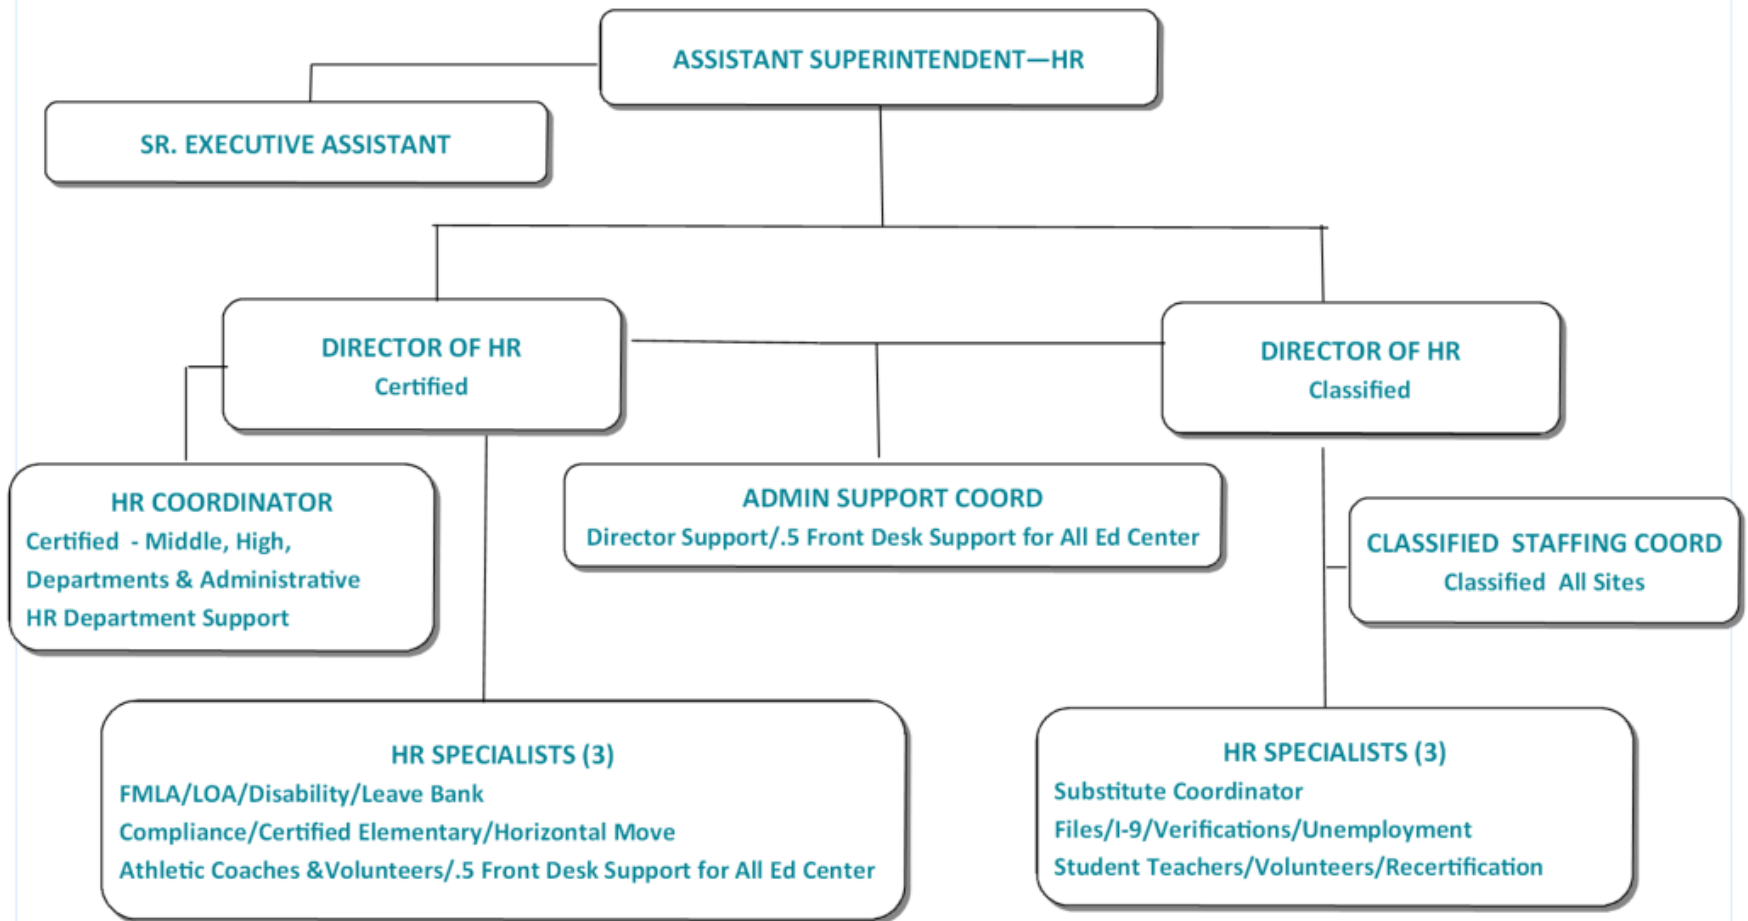 ASSISTANT SUPERINTENDENT—HR
SR. EXECUTIVE ASSISTANT
DIRECTOR OF HR
Certified
DIRECTOR OF HR
Classified
HR COORDINATOR
Certified - Middle, High,
Departments & Administrative
HR Department Support
ADMIN SUPPORT COORD
Director Support/.5 Front Desk Support for All Ed Center
CLASSIFIED STAFFING COORD
Classified All Sites
HR SPECIALISTS (3)
FMLA/LOA/Disability/Leave Bank
Compliance/Certified Elementary/Horizontal Move
Athletic Coaches &Volunteers/.5 Front Desk Support for All Ed Center
HR SPECIALISTS (3)
Substitute Coordinator
Files/I-9/Verifications/Unemployment
Student Teachers/Volunteers/Recertification